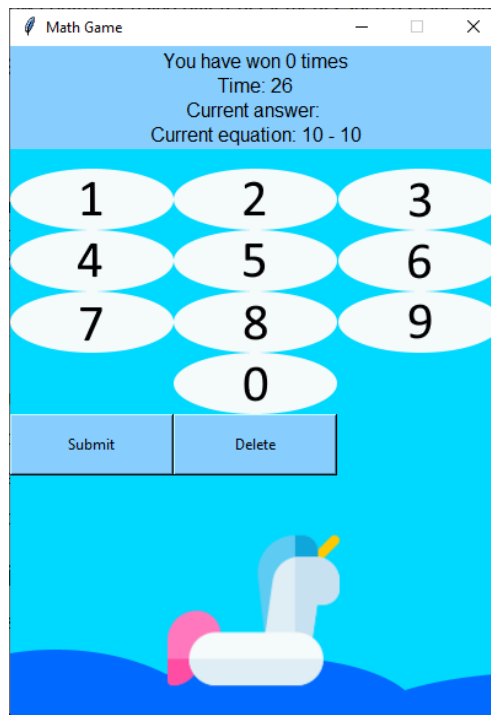 Math Game
You have won 0 times
Time: 26
Current answer:
Current equation: 10 - 10
1 2 3
4 5 6
7 8 9
0
Submit Delete